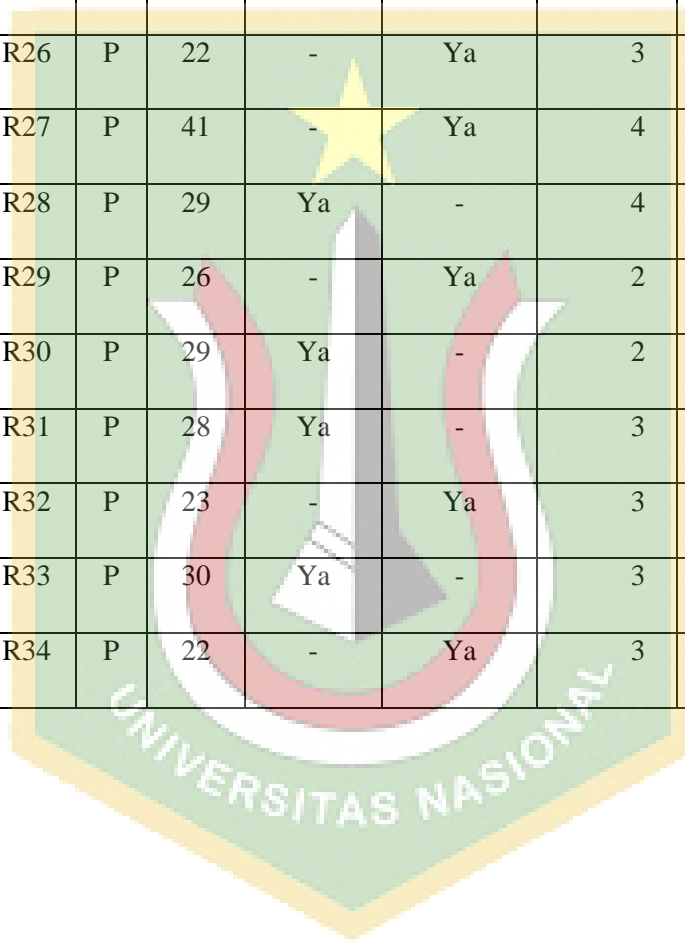 R26 P 22 - Ya 3
R27 P 41 - Ya 4
R28 P 29 Ya - 4
R29 P 26 - Ya 2
R30 P 29 Ya - 2
R31 P 28 Ya - 3
R32 P 23 - Ya 3
R33 P 30 Ya - 3
R34 P 22 - Ya 3
UNIVERSITAS NASIONAL